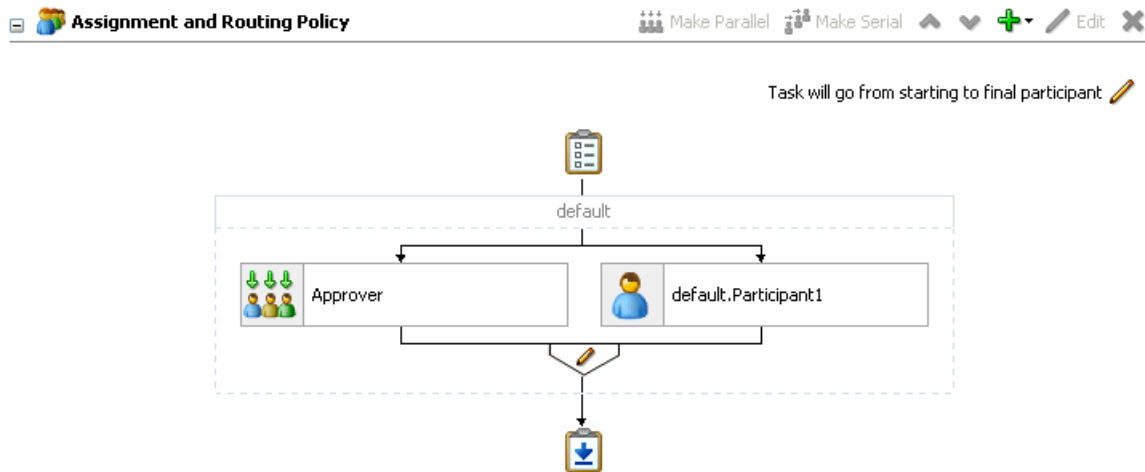 Assignment and Routing Policy Make Parallel Make Serial Edit
Task will go from starting to final participant
default
Approver default.Participant1